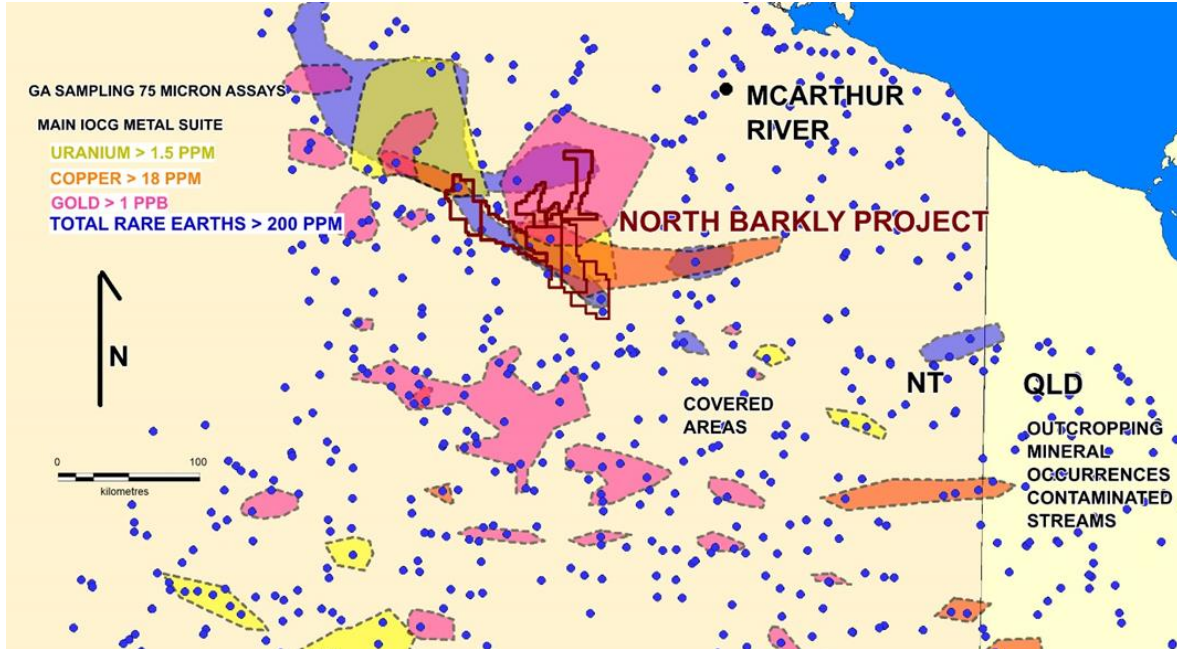 GA SAMPLING 75 MICRON ASSAYS
MAIN IOCG METAL SUITE
URANIUM > 1.5 PPM
COPPER > 18 PPM
GOLD > 1 PPB
TOTAL RARE EARTHS > 200 PPM
MCARTHUR
RIVER
NORTH BARKLY PROJECT
N
NT
QLD
COVERED
AREAS
OUTCROPPING
MINERAL
OCCURRENCES
CONTAMINATED
STREAMS
0 100
kilometres